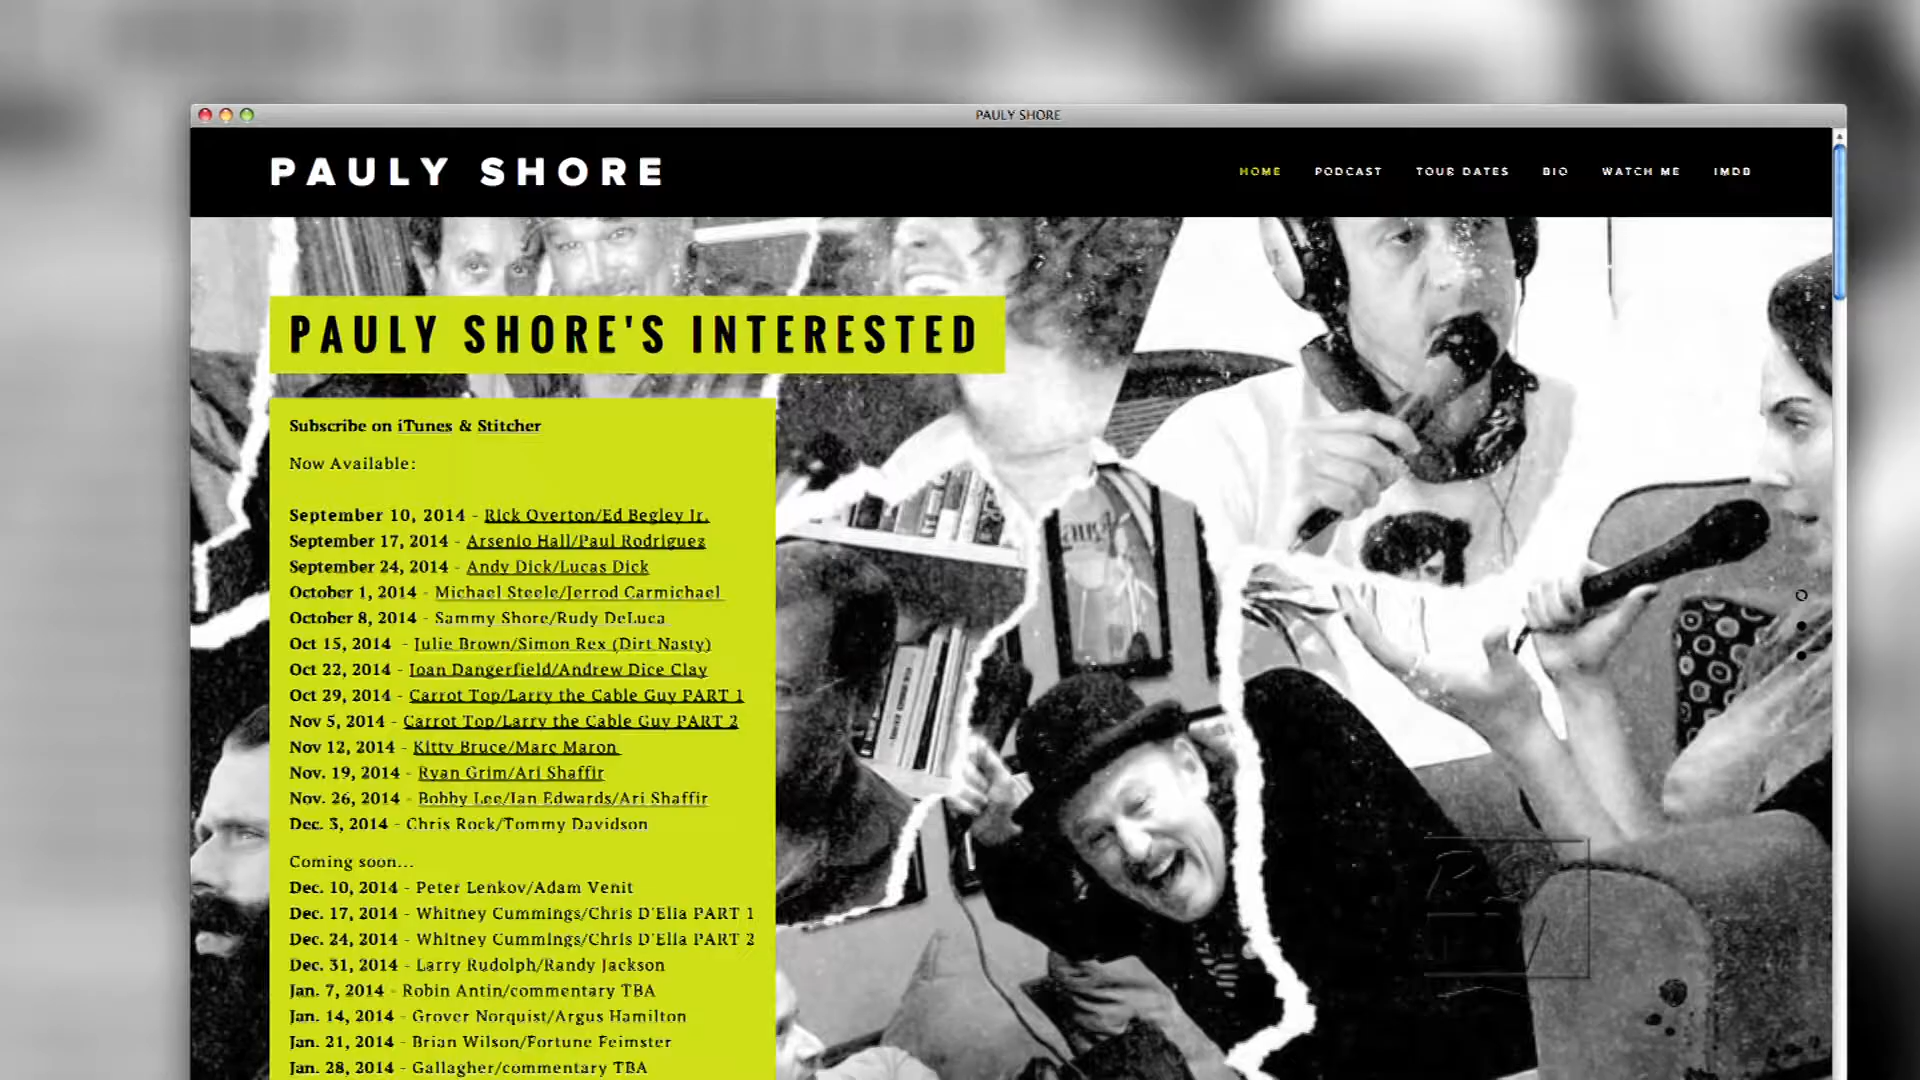 PAULY SHORE
PAULY SHORE
HOME PODCAST TOUR DATES BIO WATCH ME IMDB
PAULY SHORE'S INTERESTED
Subscribe on iTunes & Stitcher
Now Available:
September 10, 2014 - Rick Overton/Ed Begley Jr.
September 17, 2014 - Arsenio Hall/Paul Rodriguez
September 24, 2014 - Andy Dick/Lucas Dick
October 1, 2014 - Michael Steele/Jerrod Carmichael
October 8, 2014 - Sammy Shore/Rudy DeLuca
Oct 15, 2014 - Julie Brown/Simon Rex (Dirt Nasty)
Oct 22, 2014 - Joan Dangerfield/Andrew Dice Clay
Oct 29, 2014 - Carrot Top/Larry the Cable Guy PART 1
Nov 5, 2014 - Carrot Top/Larry the Cable Guy PART 2
Nov 12, 2014 - Kitty Bruce/Marc Maron
Nov. 19, 2014 - Ryan Grim/Ari Shaffir
Nov. 26, 2014 - Bobby Lee/Ian Edwards/Ari Shaffir
Dec. 3, 2014 - Chris Rock/Tommy Davidson
Coming soon...
Dec. 10, 2014 - Peter Lenkov/Adam Venit
Dec. 17, 2014 - Whitney Cummings/Chris D'Elia PART 1
Dec. 24, 2014 - Whitney Cummings/Chris D'Elia PART 2
Dec. 31, 2014 - Larry Rudolph/Randy Jackson
Jan. 7, 2014 - Robin Antin/commentary TBA
Jan. 14, 2014 - Grover Norquist/Argus Hamilton
Jan. 21, 2014 - Brian Wilson/Fortune Feimster
Jan. 28, 2014 - Gallagher/commentary TBA